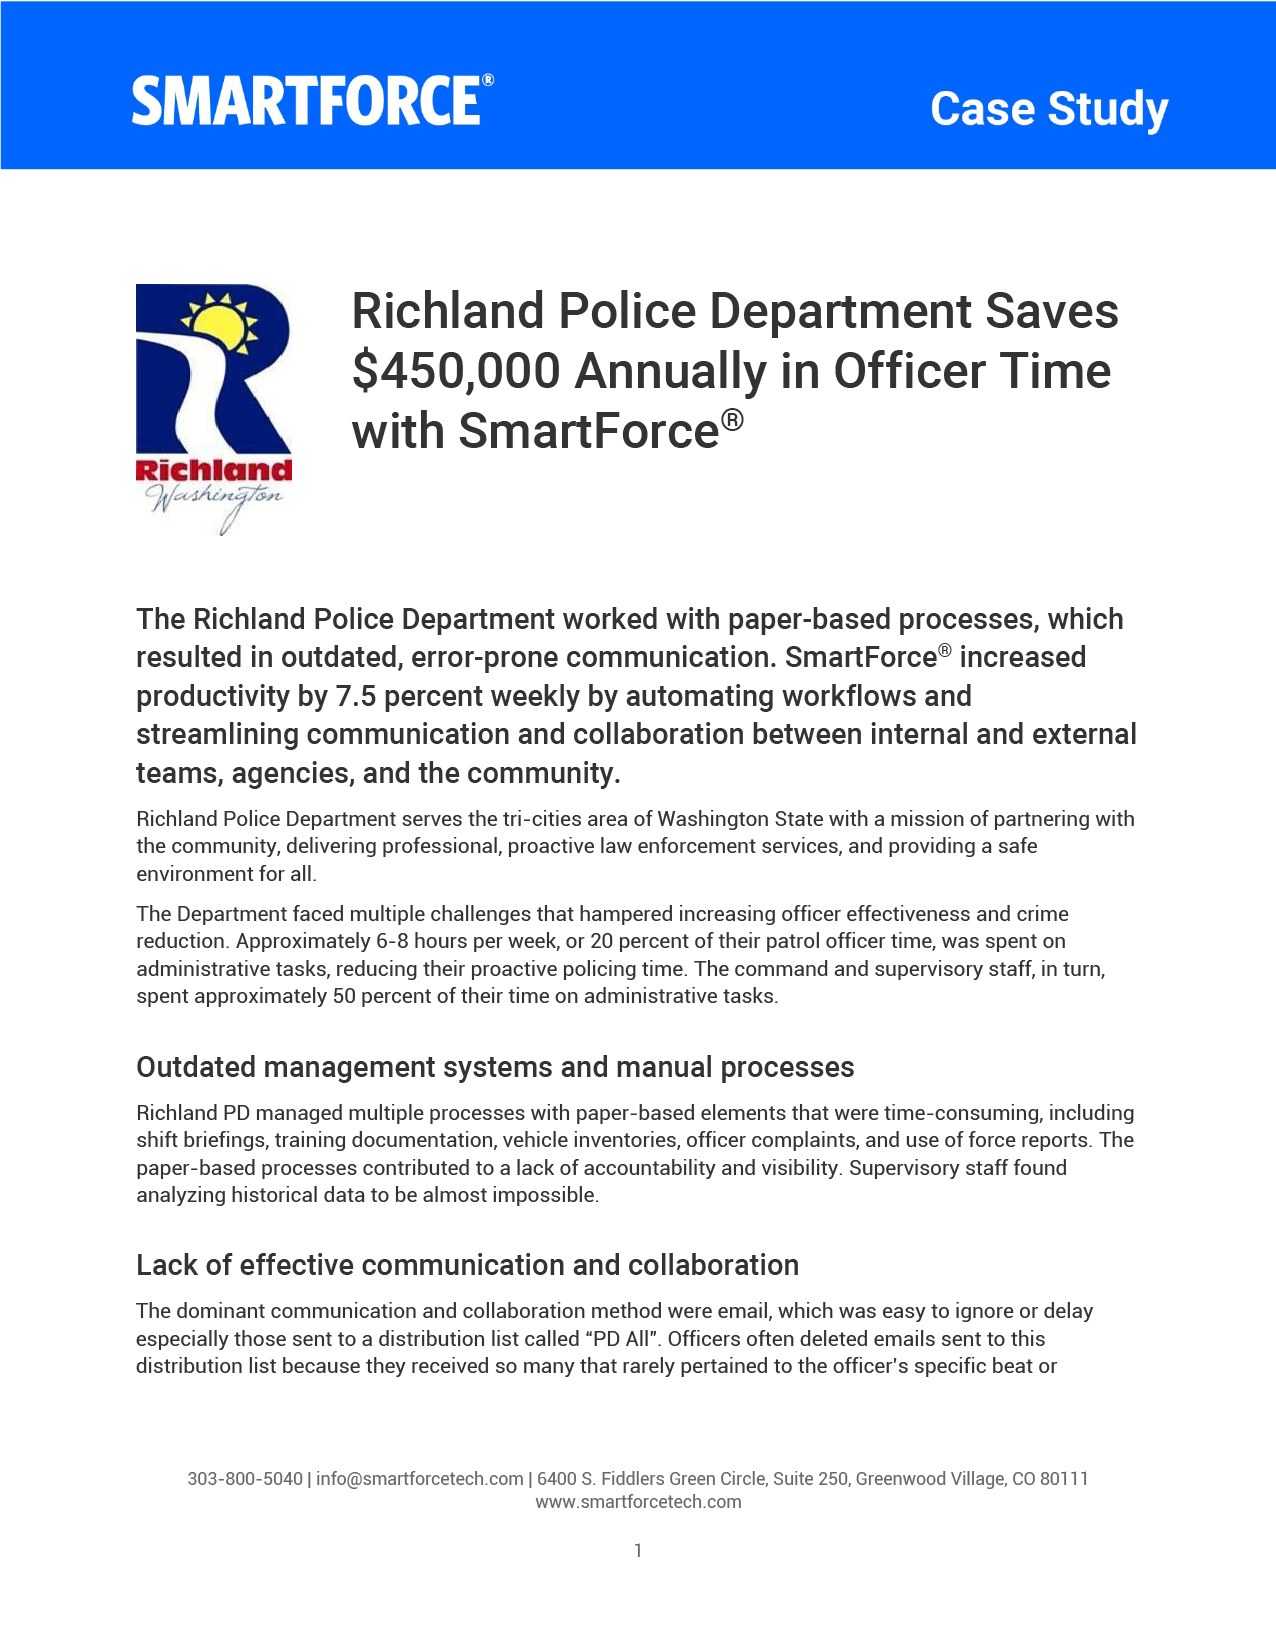 SMARTFORCE®
Case Study
Richland Police Department Saves
$450,000 Annually in Officer Time
with SmartForce®
Richland
Washington
The Richland Police Department worked with paper-based processes, which
resulted in outdated, error-prone communication. SmartForce® increased
productivity by 7.5 percent weekly by automating workflows and
streamlining communication and collaboration between internal and external
teams, agencies, and the community.
Richland Police Department serves the tri-cities area of Washington State with a mission of partnering with
the community, delivering professional, proactive law enforcement services, and providing a safe
environment for all.
The Department faced multiple challenges that hampered increasing officer effectiveness and crime
reduction. Approximately 6-8 hours per week, or 20 percent of their patrol officer time, was spent on
administrative tasks, reducing their proactive policing time. The command and supervisory staff, in turn,
spent approximately 50 percent of their time on administrative tasks.
Outdated management systems and manual processes
Richland PD managed multiple processes with paper-based elements that were time-consuming, including
shift briefings, training documentation, vehicle inventories, officer complaints, and use of force reports. The
paper-based processes contributed to a lack of accountability and visibility. Supervisory staff found
analyzing historical data to be almost impossible.
Lack of effective communication and collaboration
The dominant communication and collaboration method were email, which was easy to ignore or delay
especially those sent to a distribution list called “PD All”. Officers often deleted emails sent to this
distribution list because they received so many that rarely pertained to the officer’s specific beat or
303-800-5040 | info@smartforcetech.com | 6400 S. Fiddlers Green Circle, Suite 250, Greenwood Village, CO 80111
www.smartforcetech.com
1